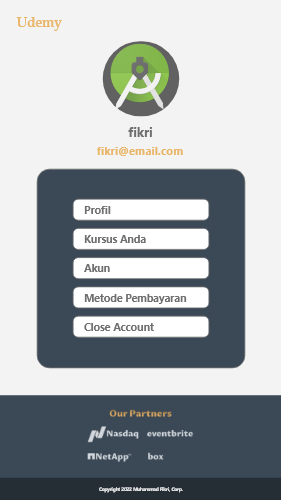 Udemy
fikri
fikri@email.com
Profil
Kursus Anda
Akun
Metode Pembayaran
Close Account
Our Partners
Nasdaq eventbrite
NetApp™ box
Copyright 2022 Muhammad Fikri, Corp.